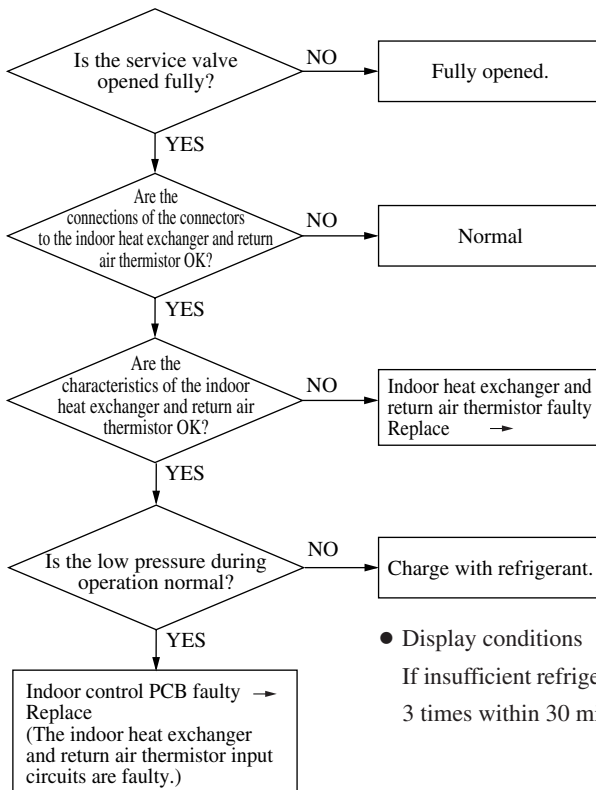 Is the service valve
opened fully?
NO
Fully opened.
YES
Are the
connections of the connectors
to the indoor heat exchanger and return
air thermistor OK?
NO
Normal
YES
Are the
characteristics of the indoor
heat exchanger and return air
thermistor OK?
NO
Indoor heat exchanger and
return air thermistor faulty
Replace →
YES
Is the low pressure during
operation normal?
NO
Charge with refrigerant.
YES
Indoor control PCB faulty →
Replace
(The indoor heat exchanger
and return air thermistor input
circuits are faulty.)
● Display conditions
If insufficient refrige
3 times within 30 m